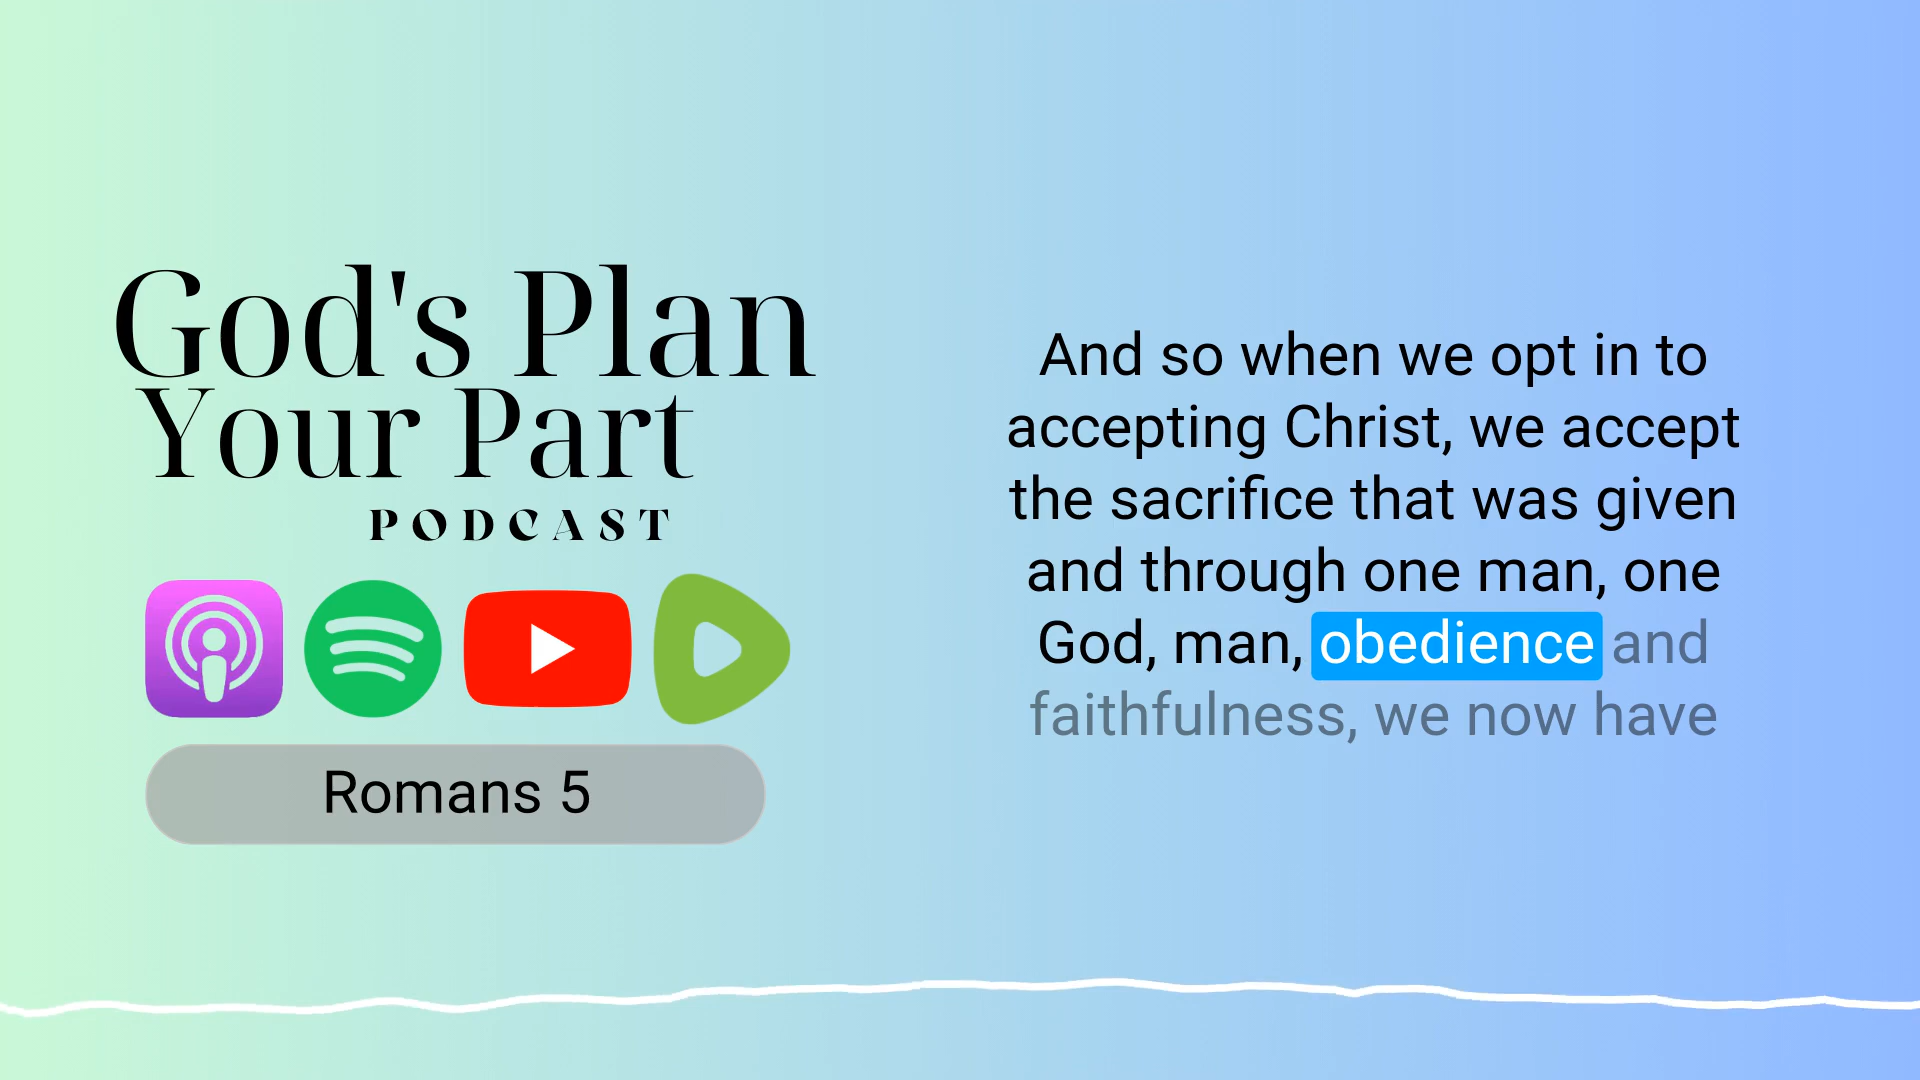 God's Plan
Your Part
PODCAST
Romans 5
And so when we opt in to
accepting Christ, we accept
the sacrifice that was given
and through one man, one
God, man, obedience and
faithfulness, we now have